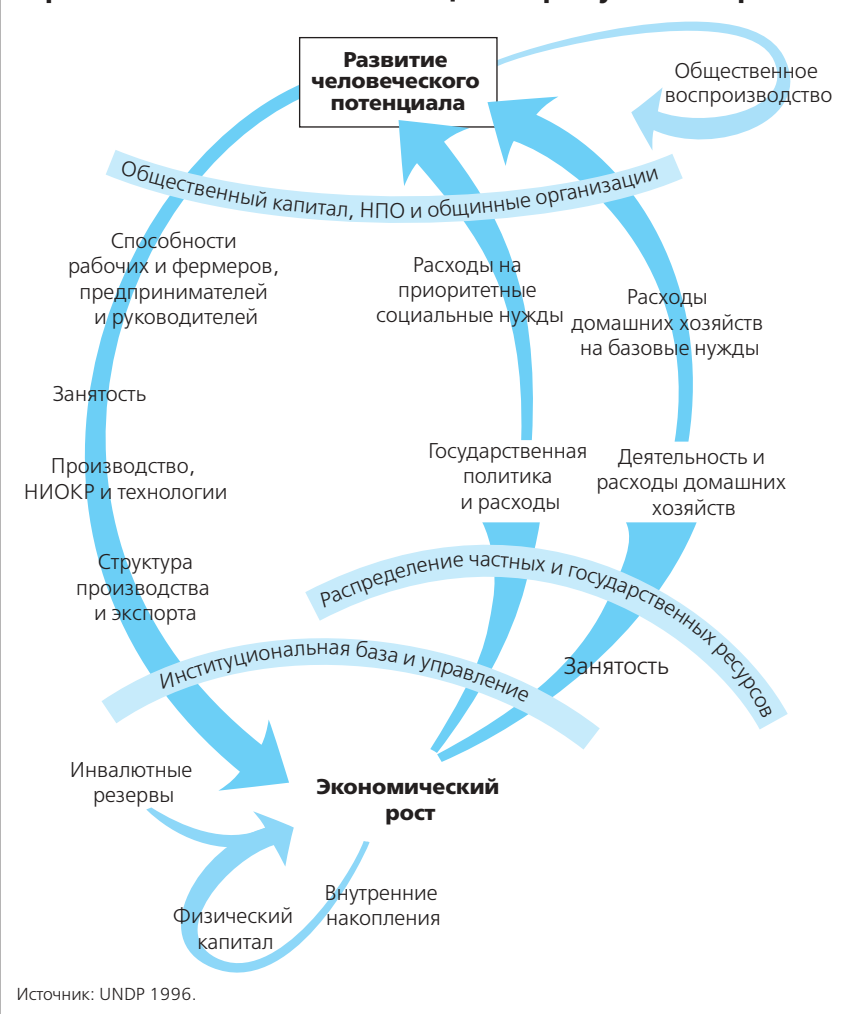 Развитие
человеческого
потенциала
Общественное
воспроизводство
Общественный капитал, НПО и общинные организации
Способности
рабочих и фермеров,
предпринимателей
и руководителей
Расходы на
приоритетные
социальные нужды
Расходы
домашних хозяйств
на базовые нужды
Занятость
Производство,
НИОКР и технологии
Государственная
политика
и расходы
Деятельность и
расходы домашних
хозяйств
Структура
производства
и экспорта
Распределение частных и государственных ресурсов
Институциональная база и управление
Занятость
Инвалютные
резервы
Экономический
рост
Внутренние
накопления
Физический
капитал
Источник: UNDP 1996.